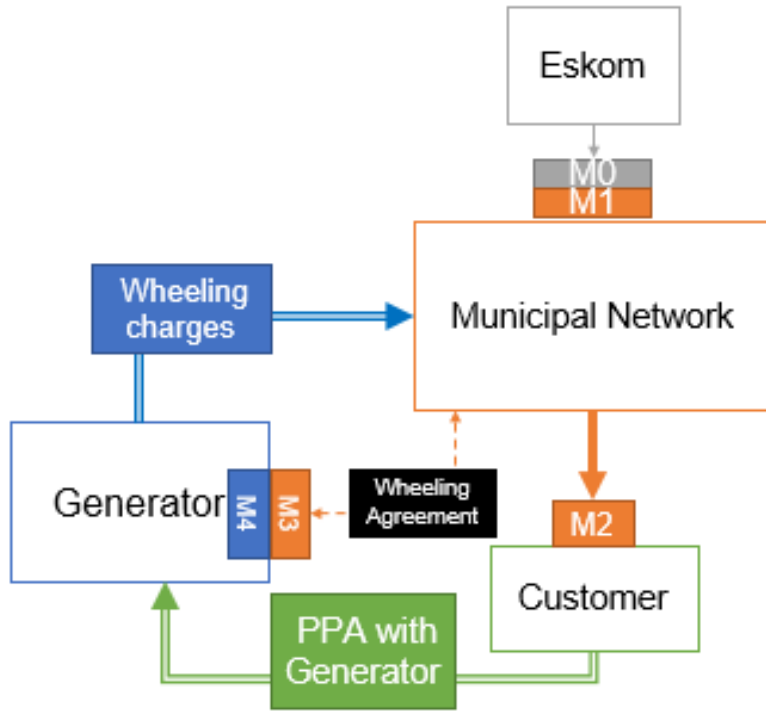 Eskom
M0
M1
Wheeling
charges
Municipal Network
Generator
M4
M3
Wheeling
Agreement
M2
Customer
PPA with
Generator